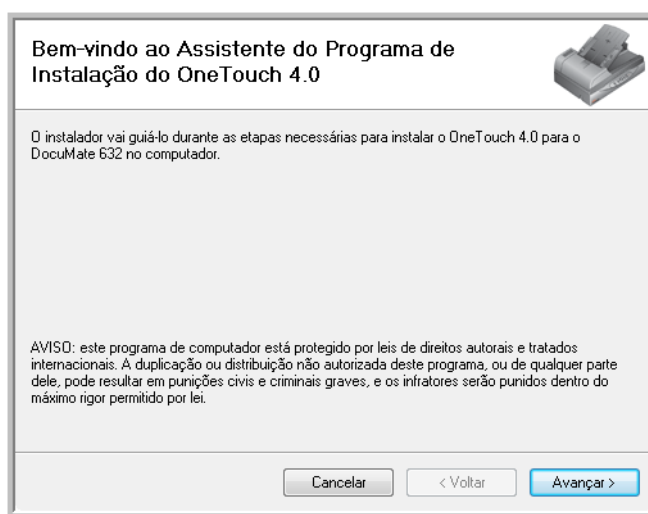 Bem-vindo ao Assistente do Programa de
Instalação do OneTouch 4.0
O instalador vai guiá-lo durante as etapas necessárias para instalar o OneTouch 4.0 para o
DocuMate 632 no computador.
AVISO: este programa de computador está protegido por leis de direitos autorais e tratados
internacionais. A duplicação ou distribuição não autorizada deste programa, ou de qualquer parte
dele, pode resultar em punições civis e criminais graves, e os infratores serão punidos dentro do
máximo rigor permitido por lei.
Cancelar
< Voltar
Avançar >